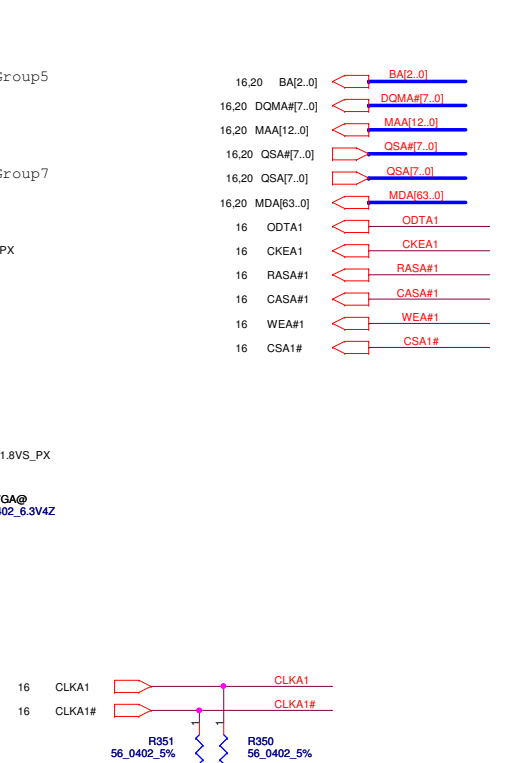 Group5
16,20 BA[2..0] BA[2..0]
16,20 DQMA#[7..0] DQMA#[7..0]
16,20 MAA[12..0] MAA[12..0]
16,20 QSA#[7..0] QSA#[7..0]
Group7
16,20 QSA[7..0] QSA[7..0]
16,20 MDA[63..0] MDA[63..0]
16 ODTA1 ODTA1
PX
16 CKEA1 CKEA1
16 RASA#1 RASA#1
16 CASA#1 CASA#1
16 WEA#1 WEA#1
16 CSA1# CSA1#
1.8VS_PX
GA@
402_6.3V4Z
16 CLKA1 CLKA1
16 CLKA1# CLKA1#
1 1
R351 R350
56_0402_5% 56_0402_5%